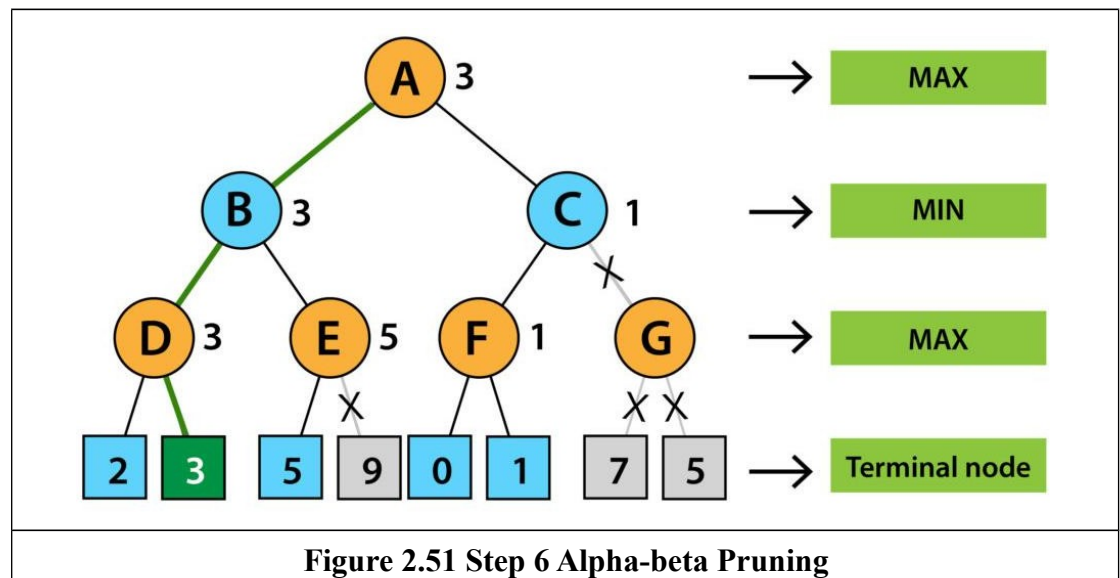 A 3 MAX
B 3 C 1 MIN
X
D 3 E 5 F 1 G MAX
X X X
2 3 5 9 0 1 7 5 Terminal node
Figure 2.51 Step 6 Alpha-beta Pruning